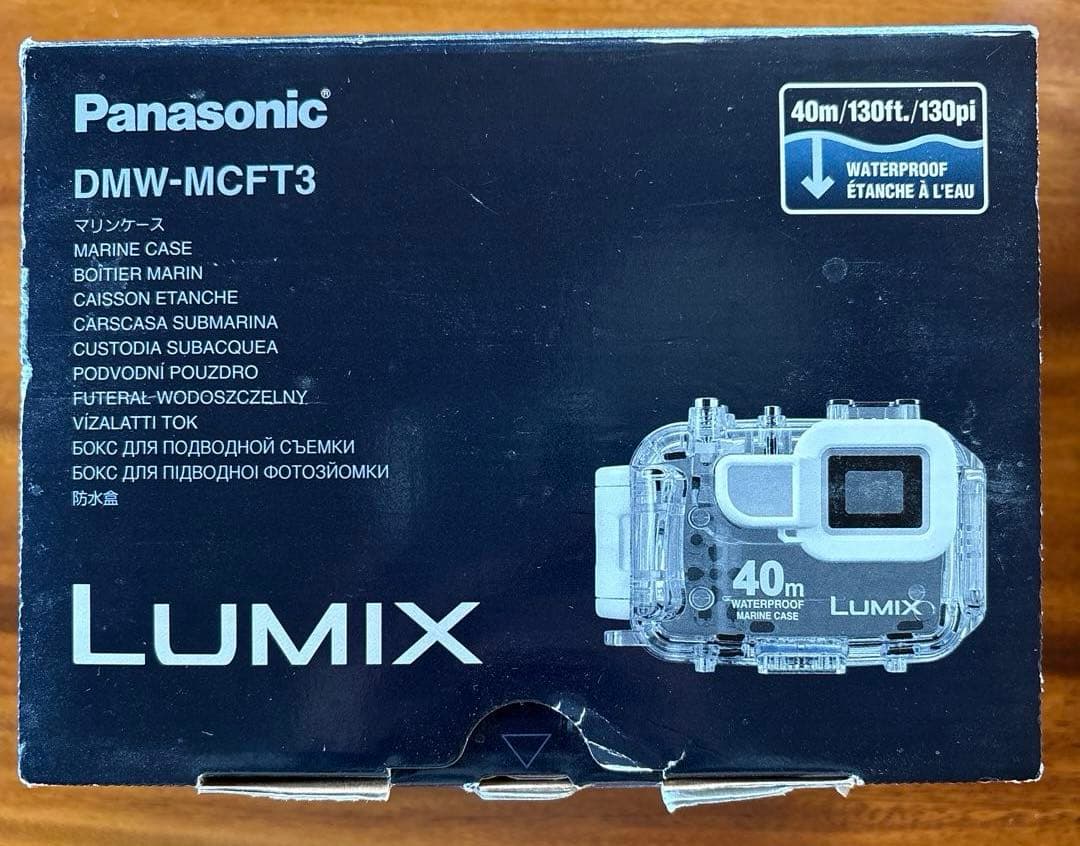 Panasonic®
DMW-MCFT3
マリンケース
MARINE CASE
BOÎTIER MARIN
CAISSON ETANCHE
CARSCASA SUBMARINA
CUSTODIA SUBACQUEA
PODVODNÍ POUZDRO
FUTERAŁ WODOSZCZELNY
VÍZALATTI TOK
БОКС ДЛЯ ПОДВОДНОЙ СЪЕМКИ
БОКС ДЛЯ ПІДВОДНОІ ФОТОЗЙОМКИ
防水盒
LUMIX
40m/130ft./130pi
WATERPROOF
ÉTANCHE À L'EAU
40m
WATERPROOF
MARINE CASE
LUMIX